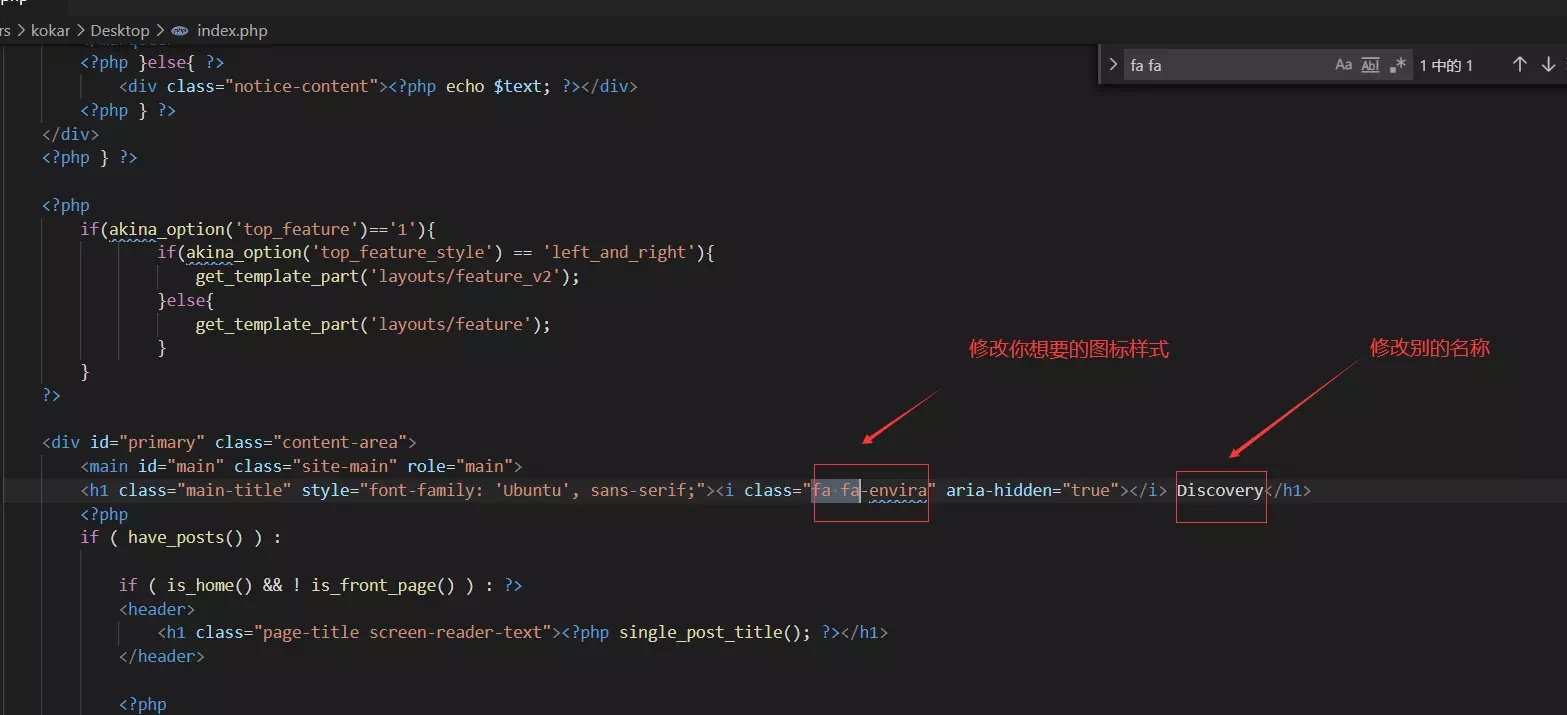 rs > kokar > Desktop > php index.php
fa fa
Aa Abl .* 1 中的 1 ↑ ↓
<?php }else{ ?>
<div class="notice-content"><?php echo $text; ?></div>
<?php } ?>
</div>
<?php } ?>
<?php
if(akina_option('top_feature')=='1'){
if(akina_option('top_feature_style') == 'left_and_right'){
get_template_part('layouts/feature_v2');
}else{
get_template_part('layouts/feature');
}
}
?>
修改你想要的图标样式
修改别的名称
<div id="primary" class="content-area">
<main id="main" class="site-main" role="main">
<h1 class="main-title" style="font-family: 'Ubuntu', sans-serif;"><i class="fa fa-envira" aria-hidden="true"></i> Discovery</h1>
<?php
if ( have_posts() ) :
if ( is_home() && ! is_front_page() ) : ?>
<header>
<h1 class="page-title screen-reader-text"><?php single_post_title(); ?></h1>
</header>
<?php